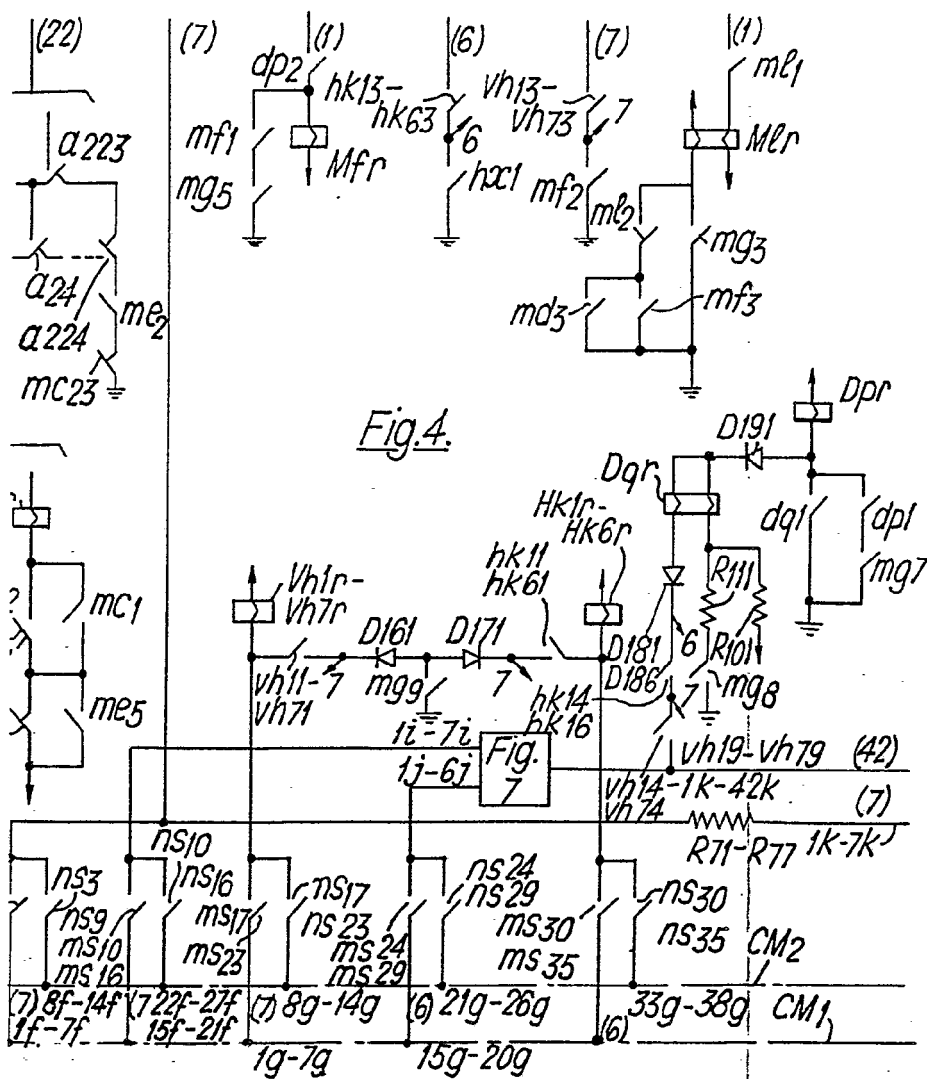 (22)
(7)
(1)
(6)
(7)
(1)
dp2
hk13-
hk63
vh13-
vh73
ml1
a223
mf1
Mfr
6
7
Mlr
mg5
hx1
mf2
ml2
mg3
a24
a224
me2
md3
mf3
mc23
Fig.4.
D191
Dpr
Dqr
Hk1r-
Hk6r
dq1
dp1
mg7
hk11
hk61
Vh1r-
Vh7r
mc1
D161
D171
R111
R101
D181
D186
6
vh11-
vh71
7
mg9
7
hk14
hk16
7
mg8
me5
1i-7i
1j-6j
Fig.
7
vh19-vh79
(42)
vh14-1k-42k
vh74
(7)
R71-R77
1k-7k
ns10
ns3
ns16
ns17
ns24
ns29
ns30
ns9
ms10
ms16
ms17
ms23
ns23
ms24
ms29
ms30
ms35
ns35
CM2
(7) 8f-14f
(7 22f-27f
(7) 8g-14g
(6) 21g-26g
33g-38g
CM1
1f-7f
15f-21f
1g-7g
15g-20g
(6)